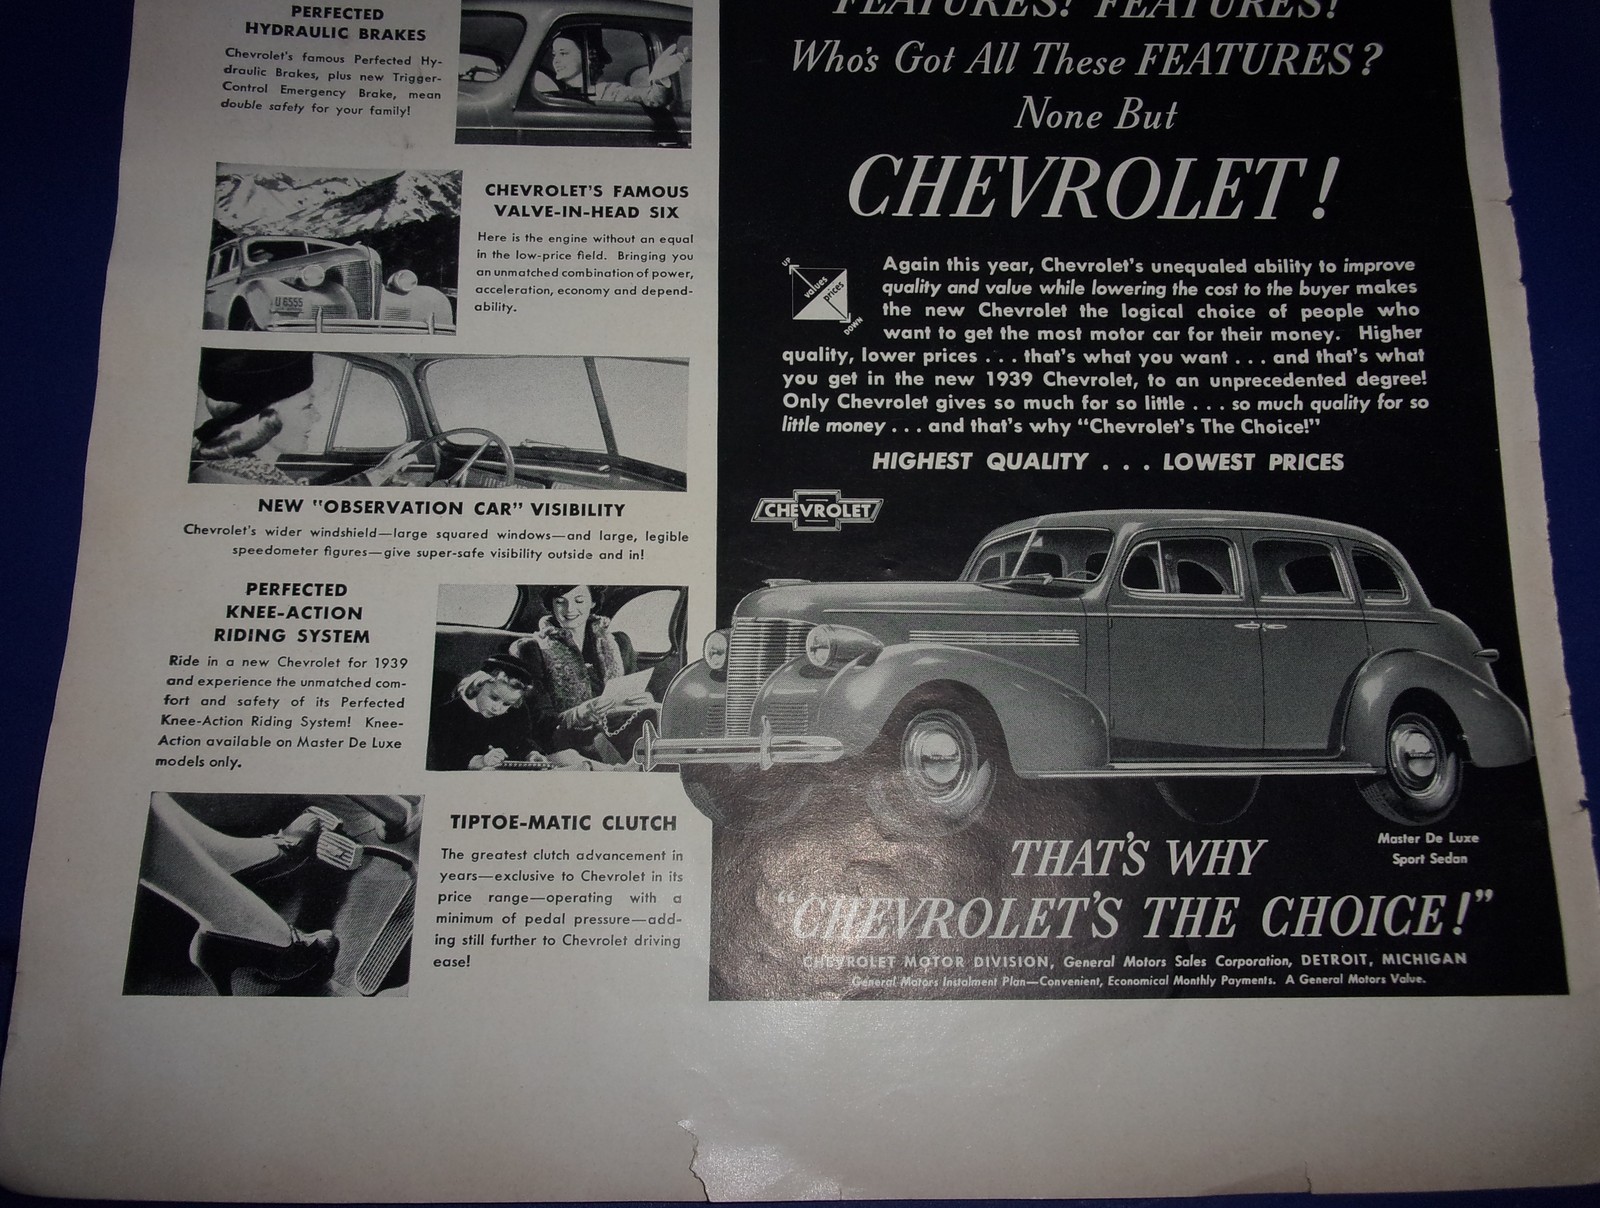 PERFECTED
HYDRAULIC BRAKES
Chevrolet's famous Perfected Hy-
draulic Brakes, plus new Trigger-
Control Emergency Brake, mean
double safety for your family!
CHEVROLET'S FAMOUS
VALVE-IN-HEAD SIX
Here is the engine without an equal
in the low-price field. Bringing you
an unmatched combination of power,
acceleration, economy and depend-
ability.
U 6555
NEW "OBSERVATION CAR" VISIBILITY
Chevrolet's wider windshield—large squared windows—and large, legible
speedometer figures—give super-safe visibility outside and in!
PERFECTED
KNEE-ACTION
RIDING SYSTEM
Ride in a new Chevrolet for 1939
and experience the unmatched com-
fort and safety of its Perfected
Knee-Action Riding System! Knee-
Action available on Master De Luxe
models only.
TIPTOE-MATIC CLUTCH
The greatest clutch advancement in
years—exclusive to Chevrolet in its
price range—operating with a
minimum of pedal pressure—add-
ing still further to Chevrolet driving
ease!
FEATURES! FEATURES!
Who's Got All These FEATURES?
None But
CHEVROLET!
UP
values
prices
DOWN
Again this year, Chevrolet's unequaled ability to improve
quality and value while lowering the cost to the buyer makes
the new Chevrolet the logical choice of people who
want to get the most motor car for their money. Higher
quality, lower prices . . . that's what you want . . . and that's what
you get in the new 1939 Chevrolet, to an unprecedented degree!
Only Chevrolet gives so much for so little . . . so much quality for so
little money . . . and that's why "Chevrolet's The Choice!"
HIGHEST QUALITY . . . LOWEST PRICES
CHEVROLET
Master De Luxe
Sport Sedan
THAT'S WHY
"CHEVROLET'S THE CHOICE!"
CHEVROLET MOTOR DIVISION, General Motors Sales Corporation, DETROIT, MICHIGAN
General Motors Instalment Plan—Convenient, Economical Monthly Payments. A General Motors Value.